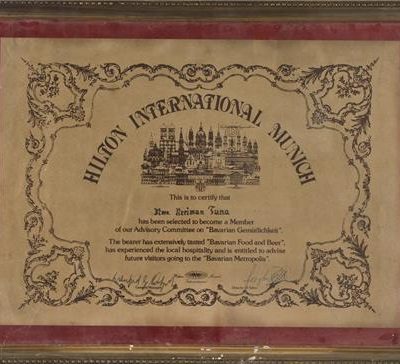 HILTON INTERNATIONAL MUNICH
This is to certify that
Neriman Tuna
has been selected to become a Member
of our Advisory Committee on "Bavarian Gemütlichkeit".
The bearer has extensively tasted "Bavarian Food and Beer",
has experienced the local hospitality and is entitled to advise
future visitors going to the "Bavarian Metropolis".